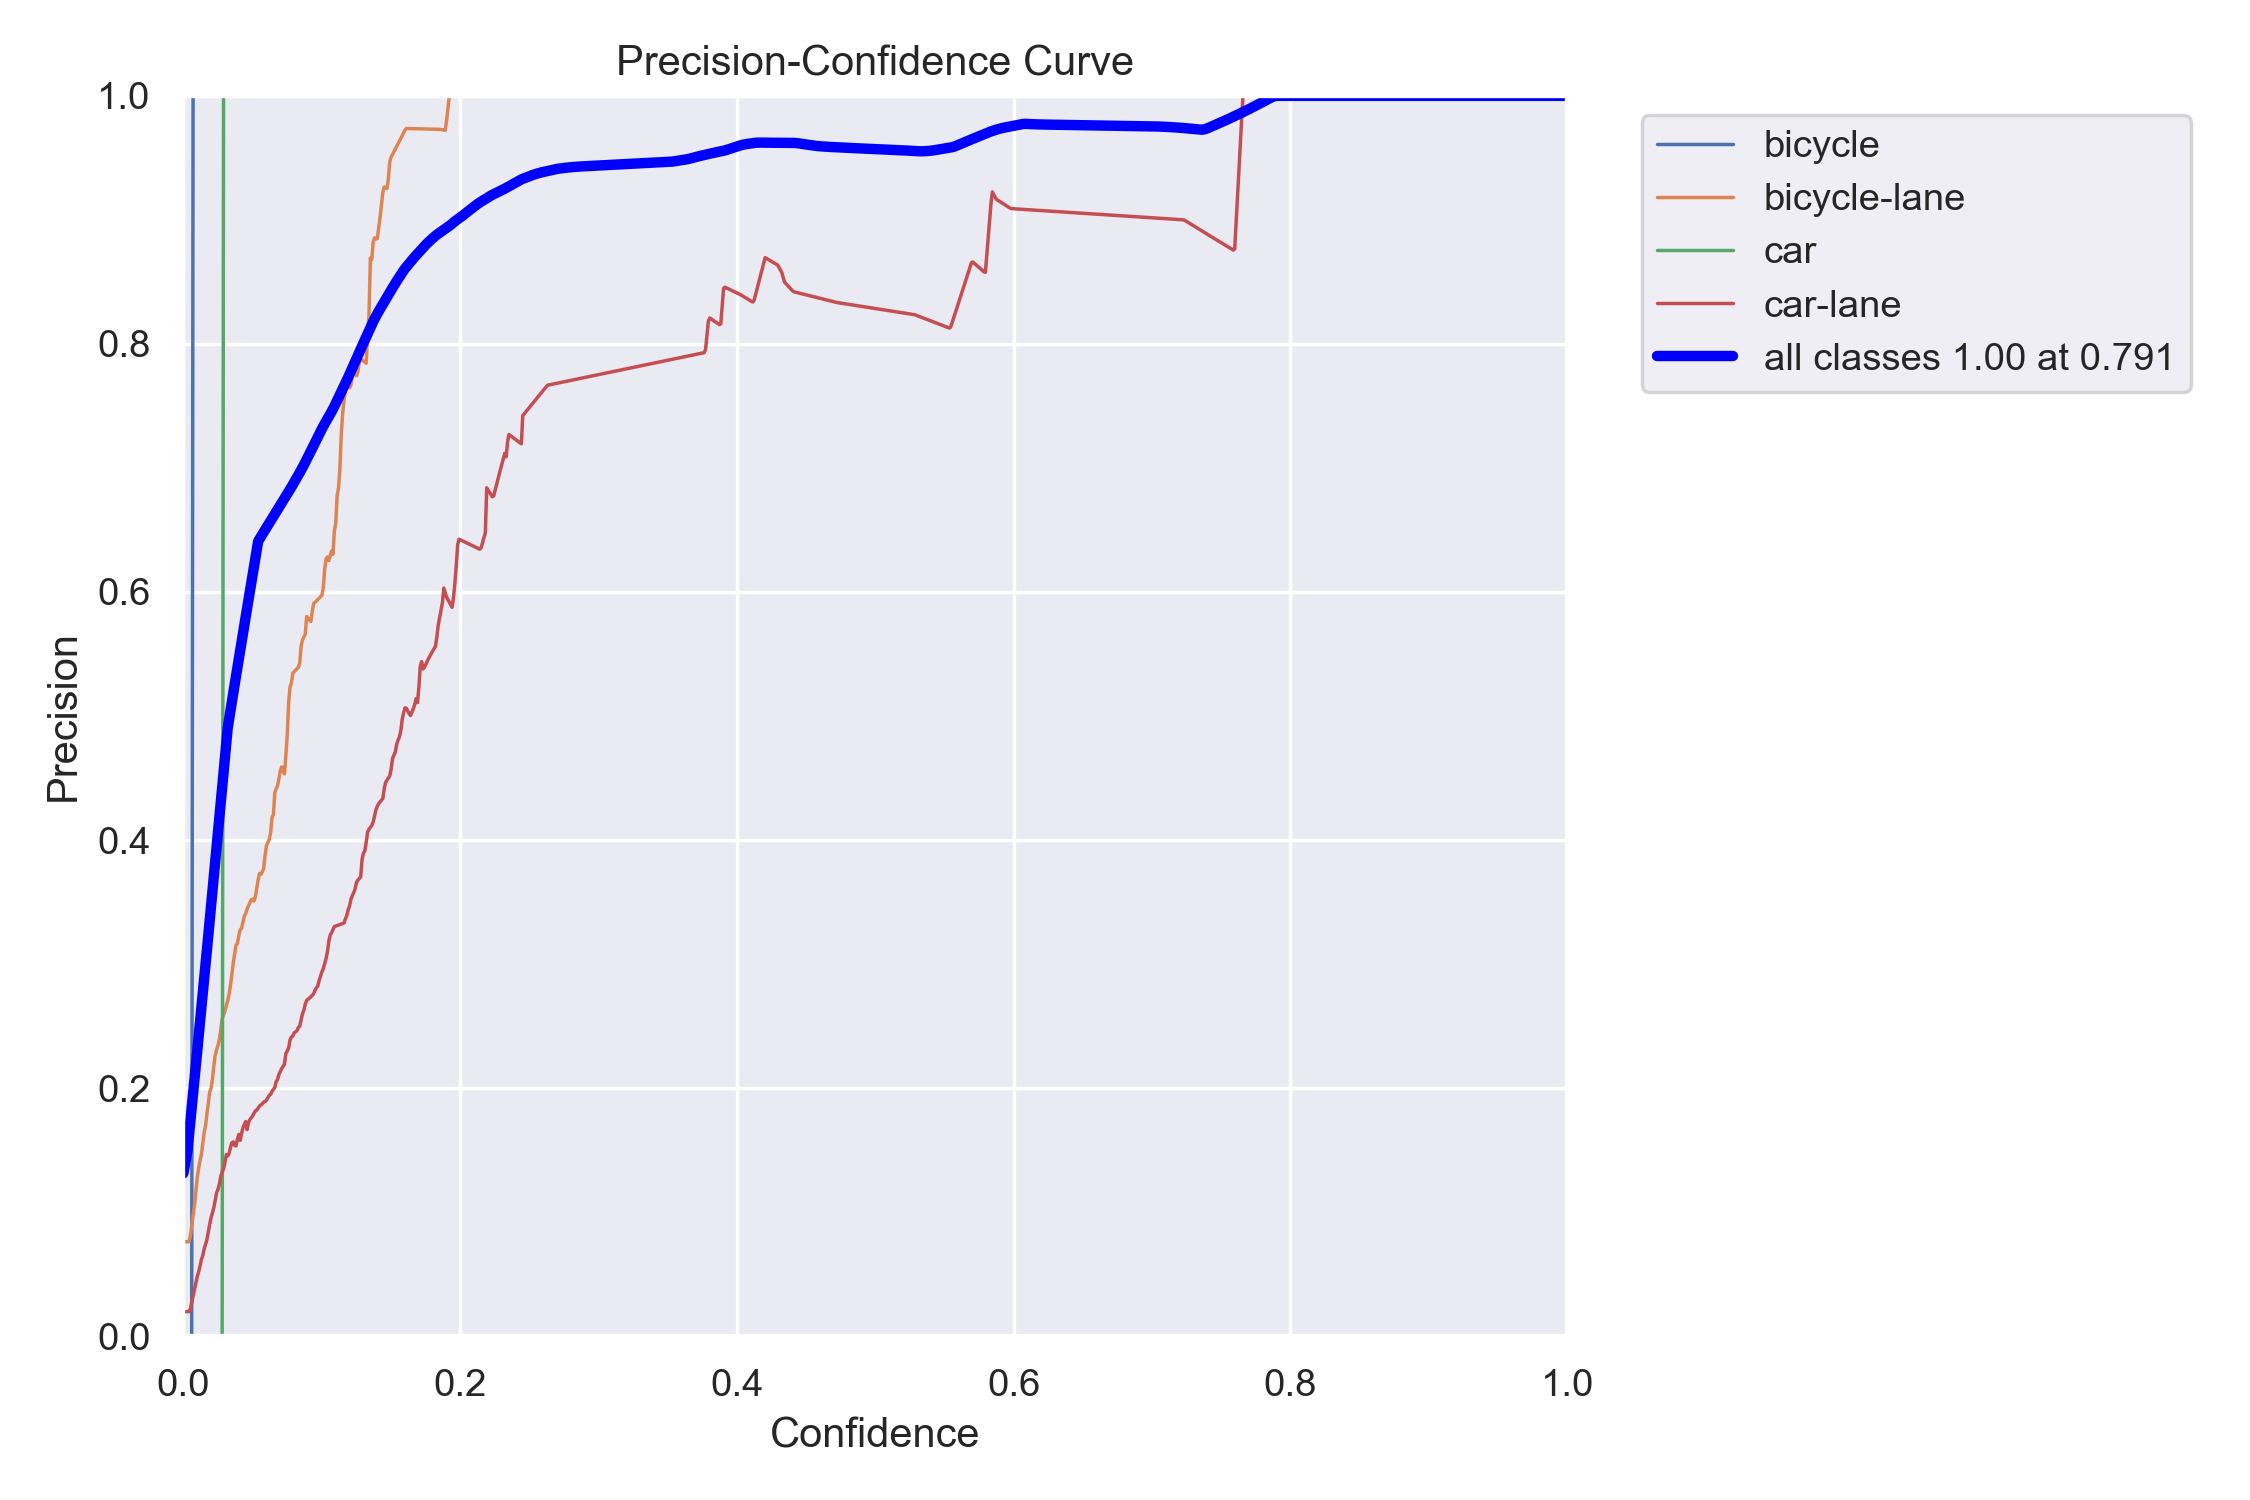 Precision-Confidence Curve
1.0
0.8
0.6
0.4
0.2
0.0
Precision
0.0 0.2 0.4 0.6 0.8 1.0
Confidence
bicycle
bicycle-lane
car
car-lane
all classes 1.00 at 0.791